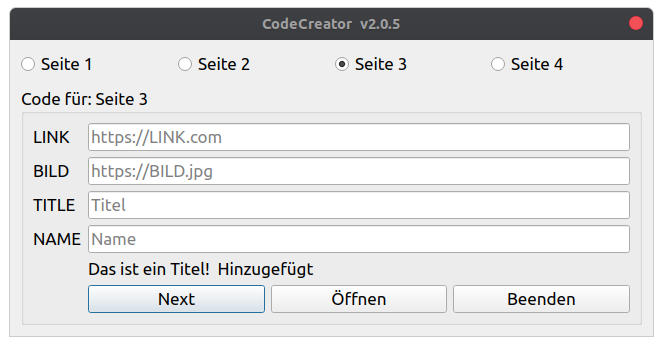 CodeCreator v2.0.5
Seite 1 Seite 2 Seite 3 Seite 4
Code für: Seite 3
LINK https://LINK.com
BILD https://BILD.jpg
TITLE Titel
NAME Name
Das ist ein Titel! Hinzugefügt
Next Öffnen Beenden